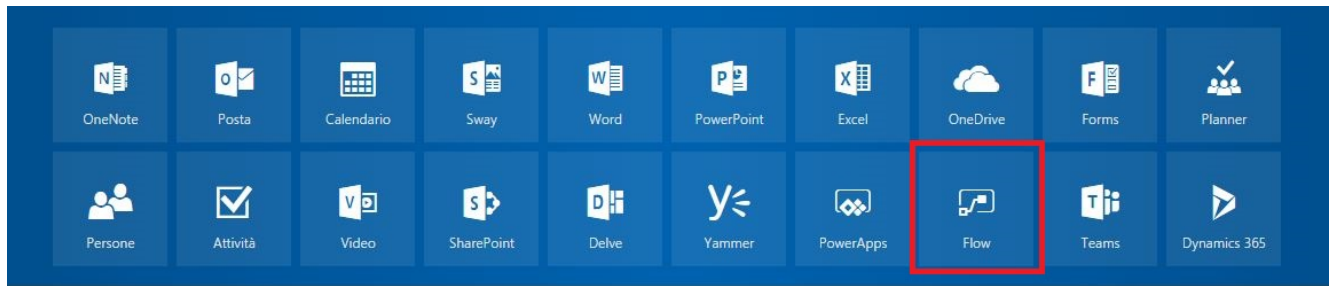 OneNote
Posta
Calendario
Sway
Word
PowerPoint
Excel
OneDrive
Forms
Planner
Persone
Attività
Video
SharePoint
Delve
Yammer
PowerApps
Flow
Teams
Dynamics 365